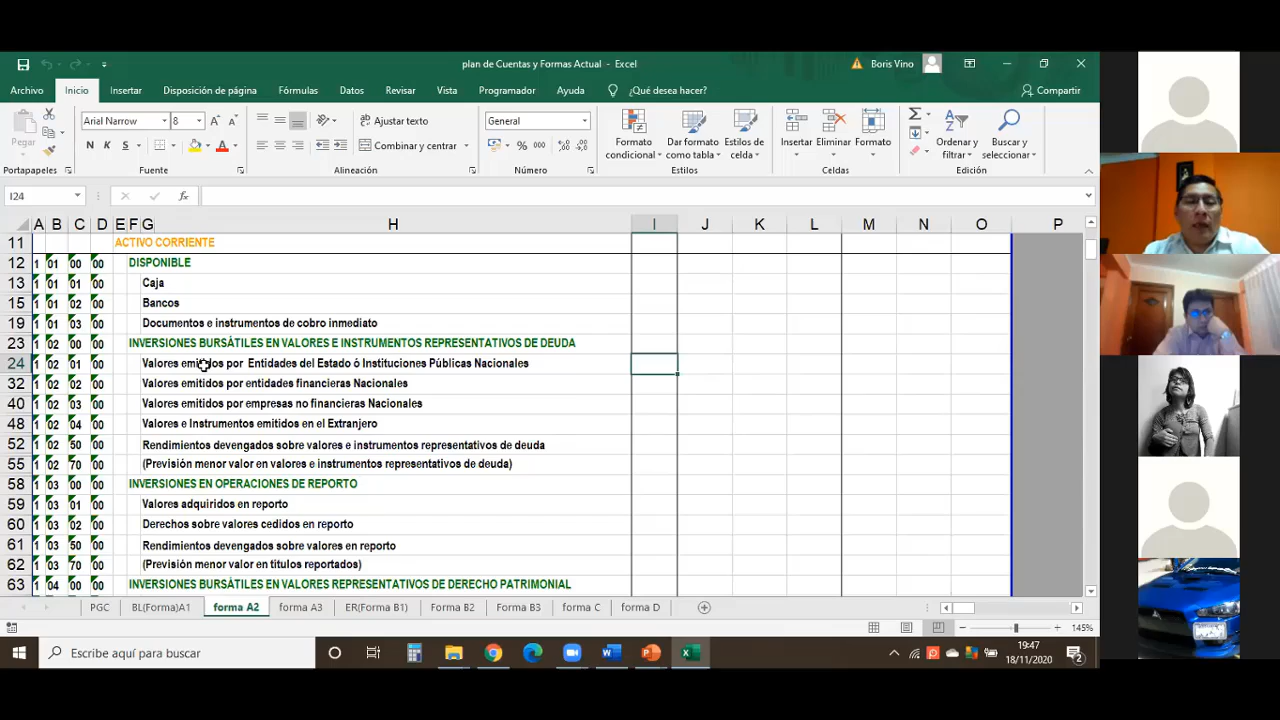 plan de Cuentas y Formas Actual - Excel
Boris Vino
Archivo Inicio Insertar Disposición de página Fórmulas Datos Revisar Vista Programador Ayuda ¿Qué desea hacer? Compartir
Pegar
Arial Narrow 8
N K S
Ajustar texto
Combinar y centrar
General
% 000
Formato condicional
Dar formato como tabla
Estilos de celda
Insertar Eliminar Formato
Ordenar y filtrar
Buscar y seleccionar
Portapapeles Fuente Alineación Número Estilos Celdas Edición
I24 fx
A B C D E F G H I J K L M N O P
11 ACTIVO CORRIENTE
12 1 01 00 00 DISPONIBLE
13 1 01 01 00 Caja
15 1 01 02 00 Bancos
19 1 01 03 00 Documentos e instrumentos de cobro inmediato
23 1 02 00 00 INVERSIONES BURSÁTILES EN VALORES E INSTRUMENTOS REPRESENTATIVOS DE DEUDA
24 1 02 01 00 Valores emitidos por Entidades del Estado ó Instituciones Públicas Nacionales
32 1 02 02 00 Valores emitidos por entidades financieras Nacionales
40 1 02 03 00 Valores emitidos por empresas no financieras Nacionales
48 1 02 04 00 Valores e Instrumentos emitidos en el Extranjero
52 1 02 50 00 Rendimientos devengados sobre valores e instrumentos representativos de deuda
55 1 02 70 00 (Previsión menor valor en valores e instrumentos representativos de deuda)
58 1 03 00 00 INVERSIONES EN OPERACIONES DE REPORTO
59 1 03 01 00 Valores adquiridos en reporto
60 1 03 02 00 Derechos sobre valores cedidos en reporto
61 1 03 50 00 Rendimientos devengados sobre valores en reporto
62 1 03 70 00 (Previsión menor valor en títulos reportados)
63 1 04 00 00 INVERSIONES BURSÁTILES EN VALORES REPRESENTATIVOS DE DERECHO PATRIMONIAL
PGC BL(Forma)A1 forma A2 forma A3 ER(Forma B1) Forma B2 Forma B3 forma C forma D
145%
Escribe aquí para buscar
19:47
18/11/2020
2